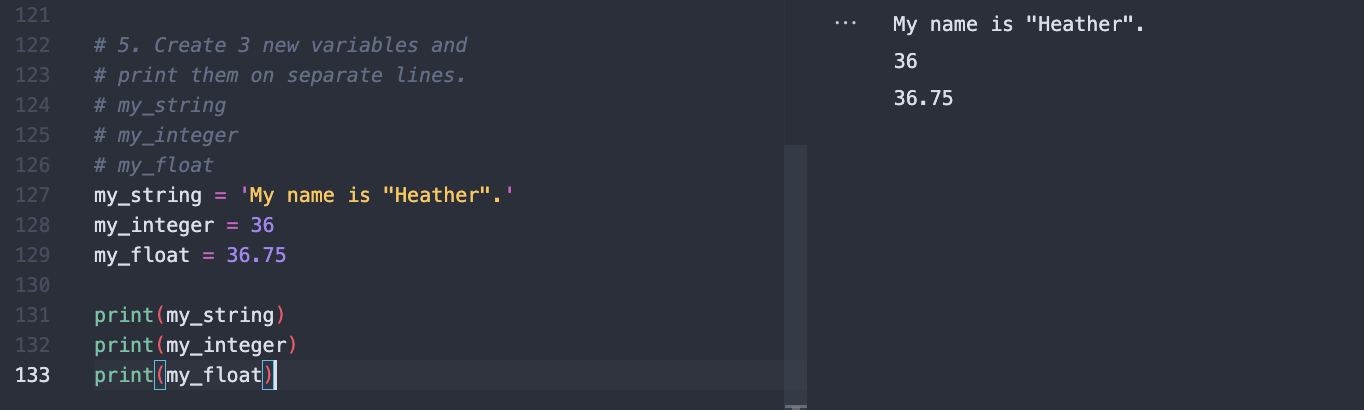 121
122 # 5. Create 3 new variables and
123 # print them on separate lines.
124 # my_string
125 # my_integer
126 # my_float
127 my_string = 'My name is "Heather".'
128 my_integer = 36
129 my_float = 36.75
130
131 print(my_string)
132 print(my_integer)
133 print(my_float)
... My name is "Heather".
36
36.75